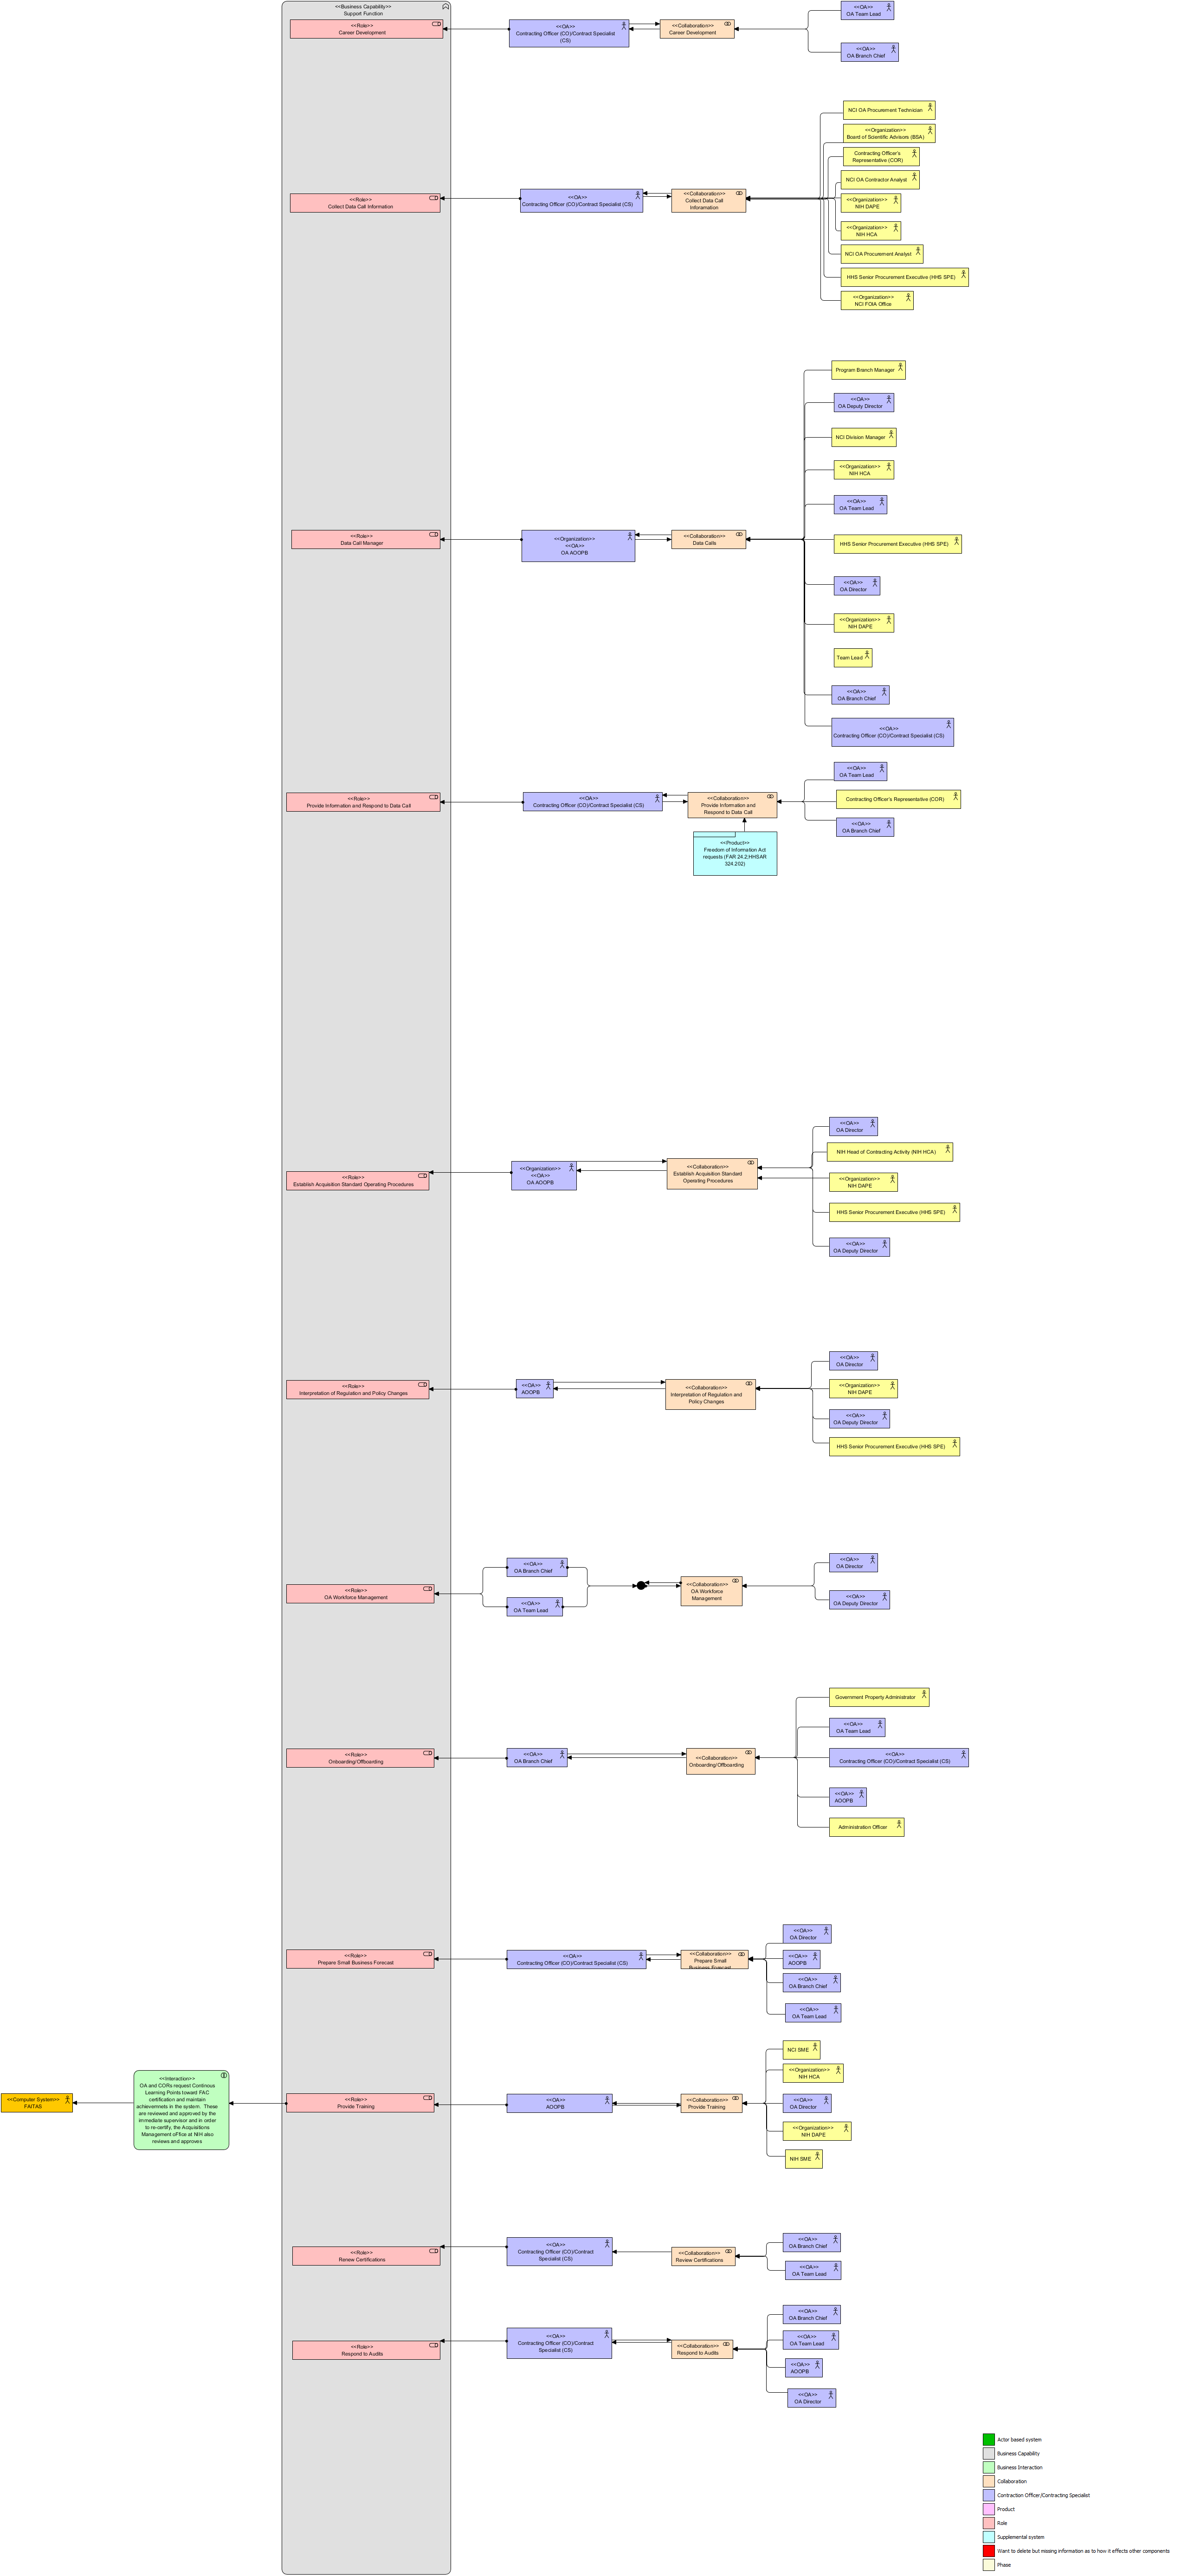 <<Business Capability>>
Support Function
<<Role>>
Career Development
<<OA>>
Contracting Officer (CO)/Contract Specialist
(CS)
<<Collaboration>>
Career Development
<<OA>>
OA Team Lead
<<OA>>
OA Branch Chief
<<Role>>
Collect Data Call Information
<<OA>>
Contracting Officer (CO)/Contract Specialist (CS)
<<Collaboration>>
Collect Data Call
Inforamation
NCI OA Procurement Technician
<<Organization>>
Board of Scientific Advisors (BSA)
Contracting Officer's
Representative (COR)
NCI OA Contractor Analyst
<<Organization>>
NIH DAPE
<<Organization>>
NIH HCA
NCI OA Procurement Analyst
HHS Senior Procurement Executive (HHS SPE)
<<Organization>>
NCI FOIA Office
<<Role>>
Data Call Manager
<<Organization>>
<<OA>>
OA AOOPB
<<Collaboration>>
Data Calls
Program Branch Manager
<<OA>>
OA Deputy Director
NCI Division Manager
<<Organization>>
NIH HCA
<<OA>>
OA Team Lead
HHS Senior Procurement Executive (HHS SPE)
<<OA>>
OA Director
<<Organization>>
NIH DAPE
Team Lead
<<OA>>
OA Branch Chief
<<OA>>
Contracting Officer (CO)/Contract Specialist (CS)
<<Role>>
Provide Information and Respond to Data Call
<<OA>>
Contracting Officer (CO)/Contract Specialist (CS)
<<Collaboration>>
Provide Information and
Respond to Data Call
<<Product>>
Freedom of Information Act
requests (FAR 24.2;HHSAR
324.202)
<<OA>>
OA Team Lead
Contracting Officer's Representative (COR)
<<OA>>
OA Branch Chief
<<Role>>
Establish Acquisition Standard Operating Procedures
<<Organization>>
<<OA>>
OA AOOPB
<<Collaboration>>
Establish Acquisition Standard
Operating Procedures
<<OA>>
OA Director
NIH Head of Contracting Activity (NIH HCA)
<<Organization>>
NIH DAPE
HHS Senior Procurement Executive (HHS SPE)
<<OA>>
OA Deputy Director
<<Role>>
Interpretation of Regulation and Policy Changes
<<OA>>
AOOPB
<<Collaboration>>
Interpretation of Regulation and
Policy Changes
<<OA>>
OA Director
<<Organization>>
NIH DAPE
<<OA>>
OA Deputy Director
HHS Senior Procurement Executive (HHS SPE)
<<Role>>
OA Workforce Management
<<OA>>
OA Branch Chief
<<OA>>
OA Team Lead
<<Collaboration>>
OA Workforce
Management
<<OA>>
OA Director
<<OA>>
OA Deputy Director
<<Role>>
Onboarding/Offboarding
<<OA>>
OA Branch Chief
<<Collaboration>>
Onboarding/Offboarding
Government Property Administrator
<<OA>>
OA Team Lead
<<OA>>
Contracting Officer (CO)/Contract Specialist (CS)
<<OA>>
AOOPB
Administration Officer
<<Role>>
Prepare Small Business Forecast
<<OA>>
Contracting Officer (CO)/Contract Specialist (CS)
<<Collaboration>>
Prepare Small
Business Forecast
<<OA>>
OA Director
<<OA>>
AOOPB
<<OA>>
OA Branch Chief
<<OA>>
OA Team Lead
<<Computer System>>
FAITAS
<<Interaction>>
OA and CORs request Continous
Learning Points toward FAC
certification and maintain
achievemnets in the system. These
are reviewed and approved by the
immediate supervisor and in order
to re-certify, the Acquisitions
Management oFfice at NIH also
reviews and approves
<<Role>>
Provide Training
<<OA>>
AOOPB
<<Collaboration>>
Provide Training
NCI SME
<<Organization>>
NIH HCA
<<OA>>
OA Director
<<Organization>>
NIH DAPE
NIH SME
<<Role>>
Renew Certifications
<<OA>>
Contracting Officer (CO)/Contract
Specialist (CS)
<<Collaboration>>
Review Certifications
<<OA>>
OA Branch Chief
<<OA>>
OA Team Lead
<<Role>>
Respond to Audits
<<OA>>
Contracting Officer (CO)/Contract
Specialist (CS)
<<Collaboration>>
Respond to Audits
<<OA>>
OA Branch Chief
<<OA>>
OA Team Lead
<<OA>>
AOOPB
<<OA>>
OA Director
Actor based system
Business Capability
Business Interaction
Collaboration
Contraction Officer/Contracting Specialist
Product
Role
Supplemental system
Want to delete but missing information as to how it effects other components
Phase